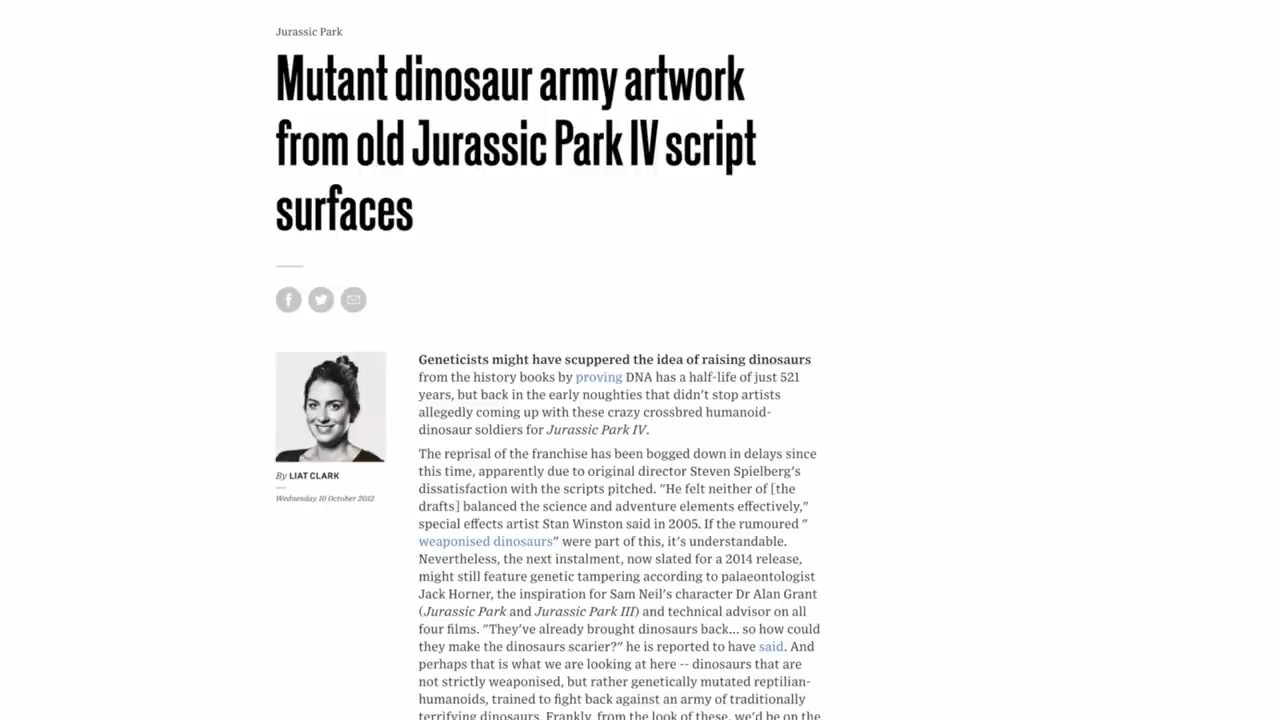 Jurassic Park
Mutant dinosaur army artwork
from old Jurassic Park IV script
surfaces
Geneticists might have scuppered the idea of raising dinosaurs
from the history books by proving DNA has a half-life of just 521
years, but back in the early noughties that didn't stop artists
allegedly coming up with these crazy crossbred humanoid-
dinosaur soldiers for Jurassic Park IV.
The reprisal of the franchise has been bogged down in delays since
this time, apparently due to original director Steven Spielberg's
dissatisfaction with the scripts pitched. "He felt neither of [the
drafts] balanced the science and adventure elements effectively,"
special effects artist Stan Winston said in 2005. If the rumoured "
weaponised dinosaurs" were part of this, it's understandable.
Nevertheless, the next instalment, now slated for a 2014 release,
might still feature genetic tampering according to palaeontologist
Jack Horner, the inspiration for Sam Neil's character Dr Alan Grant
(Jurassic Park and Jurassic Park III) and technical advisor on all
four films. "They've already brought dinosaurs back... so how could
they make the dinosaurs scarier?" he is reported to have said. And
perhaps that is what we are looking at here -- dinosaurs that are
not strictly weaponised, but rather genetically mutated reptilian-
humanoids, trained to fight back against an army of traditionally
terrifying dinosaurs. Frankly, from the look of these, we'd be on the
By LIAT CLARK
Wednesday 10 October 2012